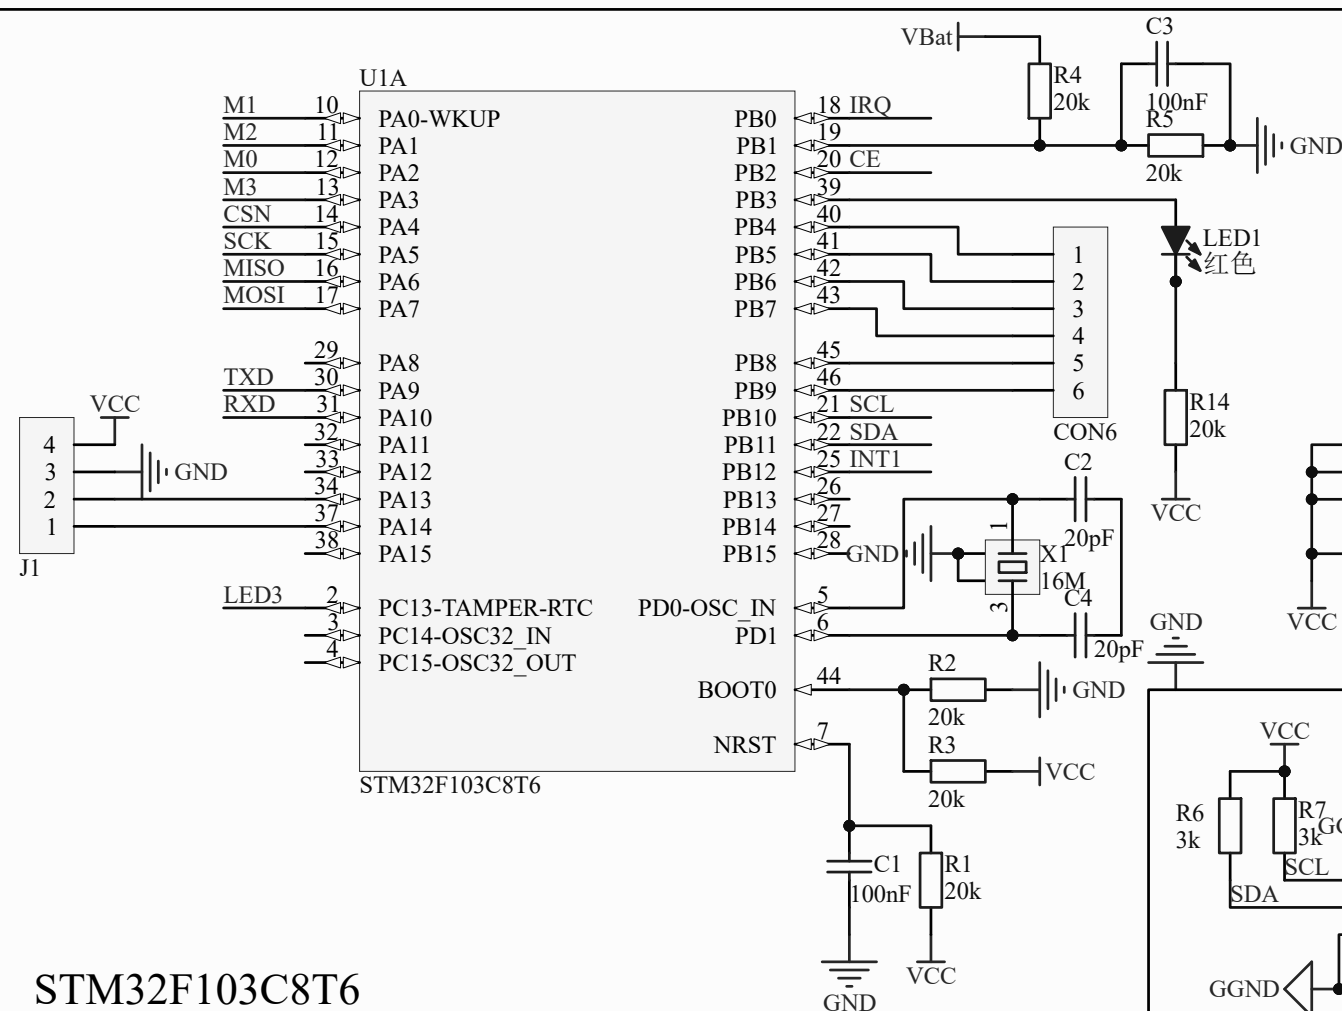 VBat
C3
R4
20k
100nF
R5
20k
GND
U1A
M1 10 PA0-WKUP
M2 11 PA1
M0 12 PA2
M3 13 PA3
CSN 14 PA4
SCK 15 PA5
MISO 16 PA6
MOSI 17 PA7
29 PA8
TXD 30 PA9
RXD 31 PA10
32 PA11
33 PA12
34 PA13
37 PA14
38 PA15
LED3 2 PC13-TAMPER-RTC
3 PC14-OSC32_IN
4 PC15-OSC32_OUT
PB0 18 IRQ
PB1 19
PB2 20 CE
PB3 39
PB4 40
PB5 41
PB6 42
PB7 43
PB8 45
PB9 46
PB10 21 SCL
PB11 22 SDA
PB12 25 INT1
PB13 26
PB14 27
PB15 28
PD0-OSC_IN 5
PD1 6
BOOT0 44
NRST 7
STM32F103C8T6
VCC
4
3
2
1
GND
J1
1
2
3
4
5
6
CON6
LED1
红色
R14
20k
VCC
C2
20pF
GND
1
X1
16M
3
C4
20pF
R2
20k
GND
R3
20k
VCC
C1
100nF
R1
20k
GND
VCC
VCC
GND
VCC
R6
3k
R7
3k
SCL
SDA
GGND
STM32F103C8T6